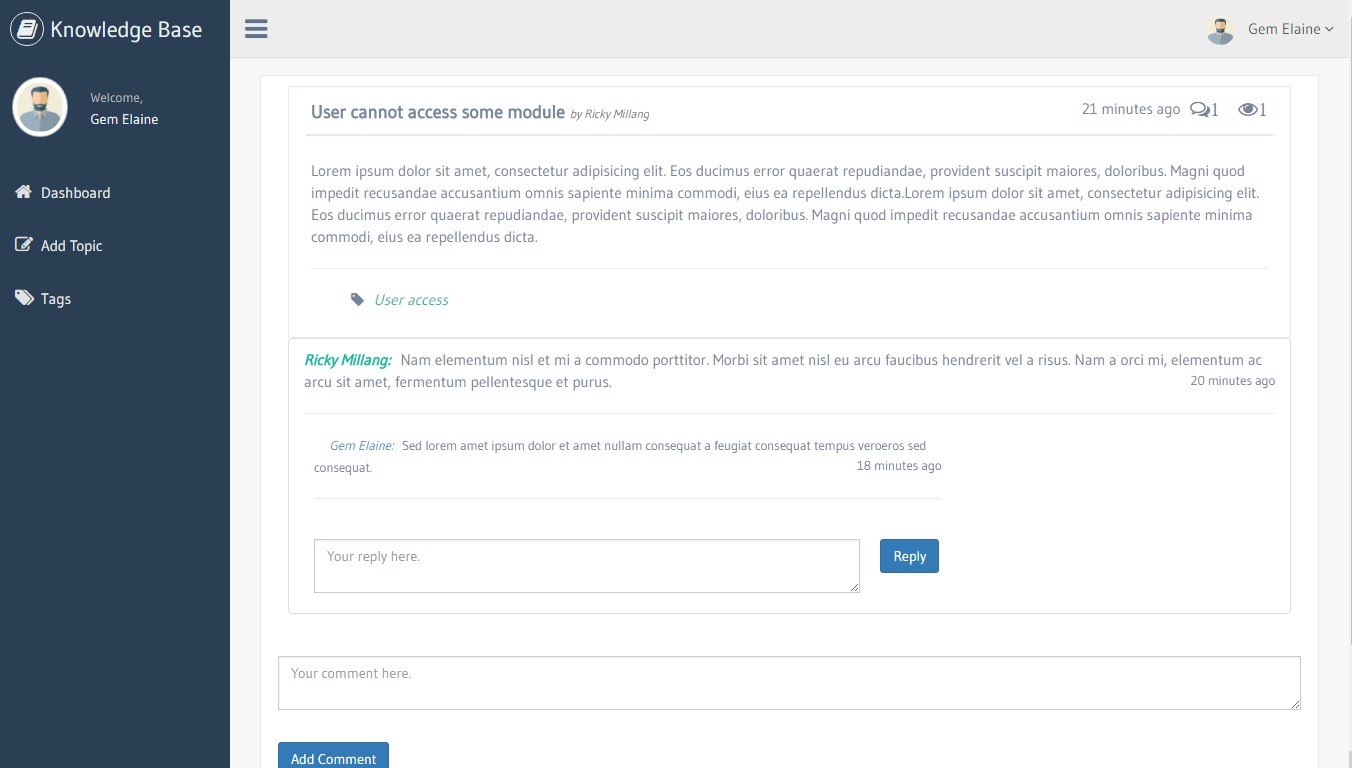 Knowledge Base
Gem Elaine
Welcome,
Gem Elaine
Dashboard
Add Topic
Tags
User cannot access some module by Ricky Millang
21 minutes ago 1 1
Lorem ipsum dolor sit amet, consectetur adipisicing elit. Eos ducimus error quaerat repudiandae, provident suscipit maiores, doloribus. Magni quod
impedit recusandae accusantium omnis sapiente minima commodi, eius ea repellendus dicta.Lorem ipsum dolor sit amet, consectetur adipisicing elit.
Eos ducimus error quaerat repudiandae, provident suscipit maiores, doloribus. Magni quod impedit recusandae accusantium omnis sapiente minima
commodi, eius ea repellendus dicta.
User access
Ricky Millang: Nam elementum nisl et mi a commodo porttitor. Morbi sit amet nisl eu arcu faucibus hendrerit vel a risus. Nam a orci mi, elementum ac
arcu sit amet, fermentum pellentesque et purus.
20 minutes ago
Gem Elaine: Sed lorem amet ipsum dolor et amet nullam consequat a feugiat consequat tempus veroeros sed
consequat.
18 minutes ago
Your reply here.
Reply
Your comment here.
Add Comment